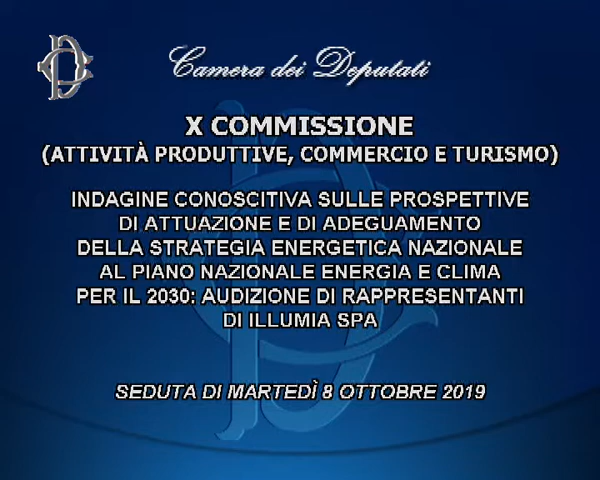 Camera dei Deputati
X COMMISSIONE
(ATTIVITÀ PRODUTTIVE, COMMERCIO E TURISMO)
INDAGINE CONOSCITIVA SULLE PROSPETTIVE
DI ATTUAZIONE E DI ADEGUAMENTO
DELLA STRATEGIA ENERGETICA NAZIONALE
AL PIANO NAZIONALE ENERGIA E CLIMA
PER IL 2030: AUDIZIONE DI RAPPRESENTANTI
DI ILLUMIA SPA
SEDUTA DI MARTEDÌ 8 OTTOBRE 2019